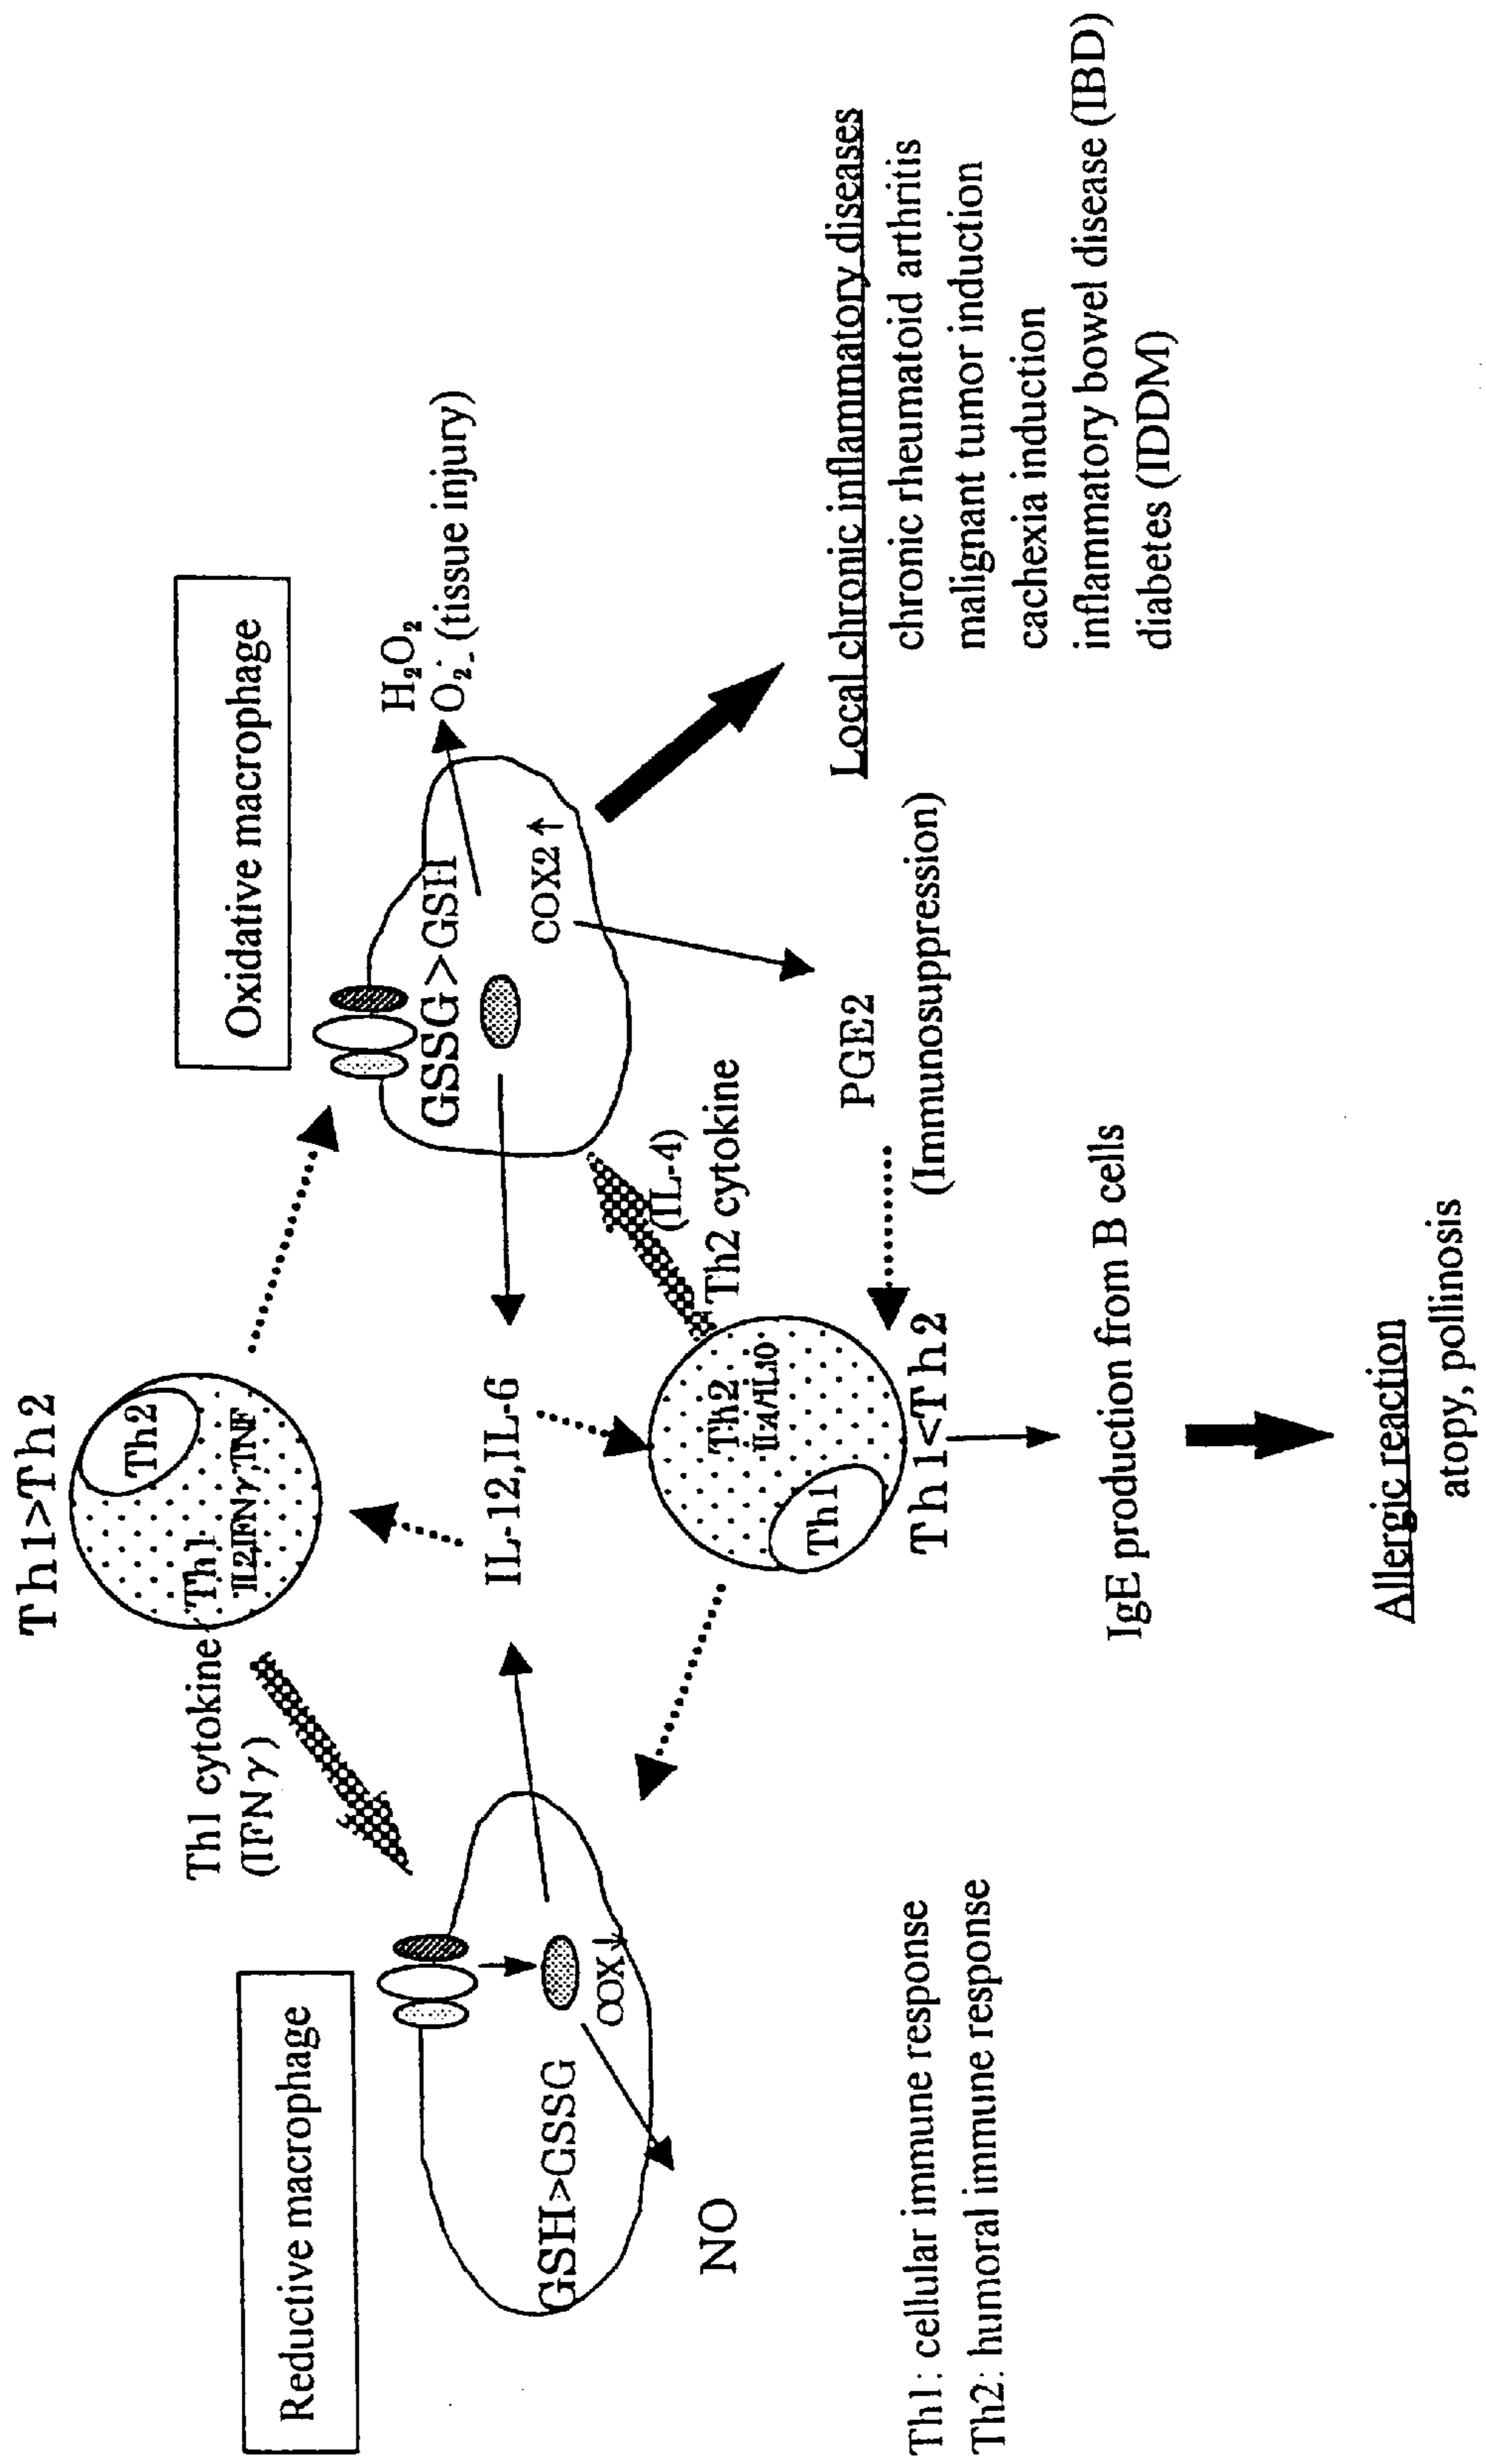 Th1>Th2
Th2
Th1
IL2,IFNγ,TNF
Th1 cytokine
(IFNγ)
Reductive macrophage
GSH>GSSG
COX↓
NO
IL-12,IL-6
Oxidative macrophage
GSSG>GSH
COX2↑
H₂O₂
O₂⁻ (tissue injury)
(IL-4)
Th2 cytokine
Th2
IL4/IL10
Th1
Th1<Th2
PGE2
(Immunosuppression)
IgE production from B cells
Allergic reaction
atopy, pollinosis
Local chronic inflammatory diseases
chronic rheumatoid arthritis
malignant tumor induction
cachexia induction
inflammatory bowel disease (IBD)
diabetes (IDDM)
Th1: cellular immune response
Th2: humoral immune response